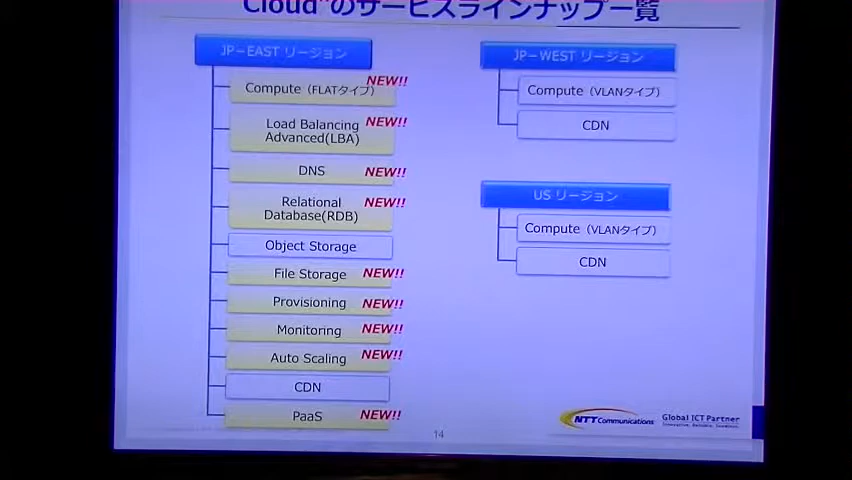 Cloud"のサービスラインナップ一覧
JP-EAST リージョン
Compute（FLATタイプ）
NEW!!
Load Balancing
Advanced(LBA)
NEW!!
DNS
NEW!!
Relational
Database(RDB)
NEW!!
Object Storage
File Storage
NEW!!
Provisioning
NEW!!
Monitoring
NEW!!
Auto Scaling
NEW!!
CDN
PaaS
NEW!!
JP-WEST リージョン
Compute（VLANタイプ）
CDN
US リージョン
Compute（VLANタイプ）
CDN
NTT Communications
Global ICT Partner
14